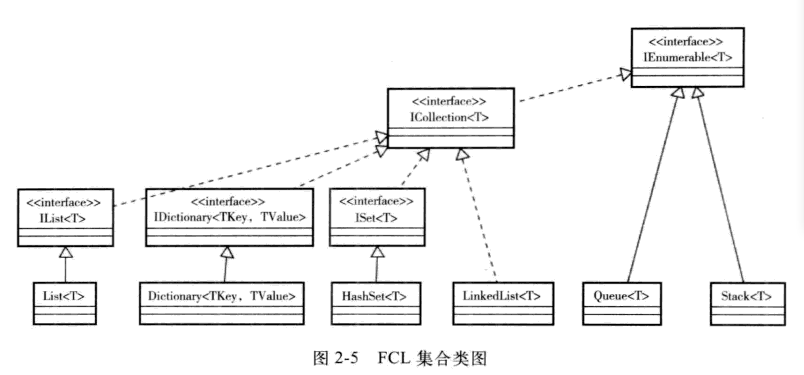 <<interface>>
IEnumerable<T>
<<interface>>
ICollection<T>
<<interface>>
IList<T>
<<interface>>
IDictionary<TKey, TValue>
<<interface>>
ISet<T>
List<T>
Dictionary<TKey, TValue>
HashSet<T>
LinkedList<T>
Queue<T>
Stack<T>
图 2-5 FCL 集合类图